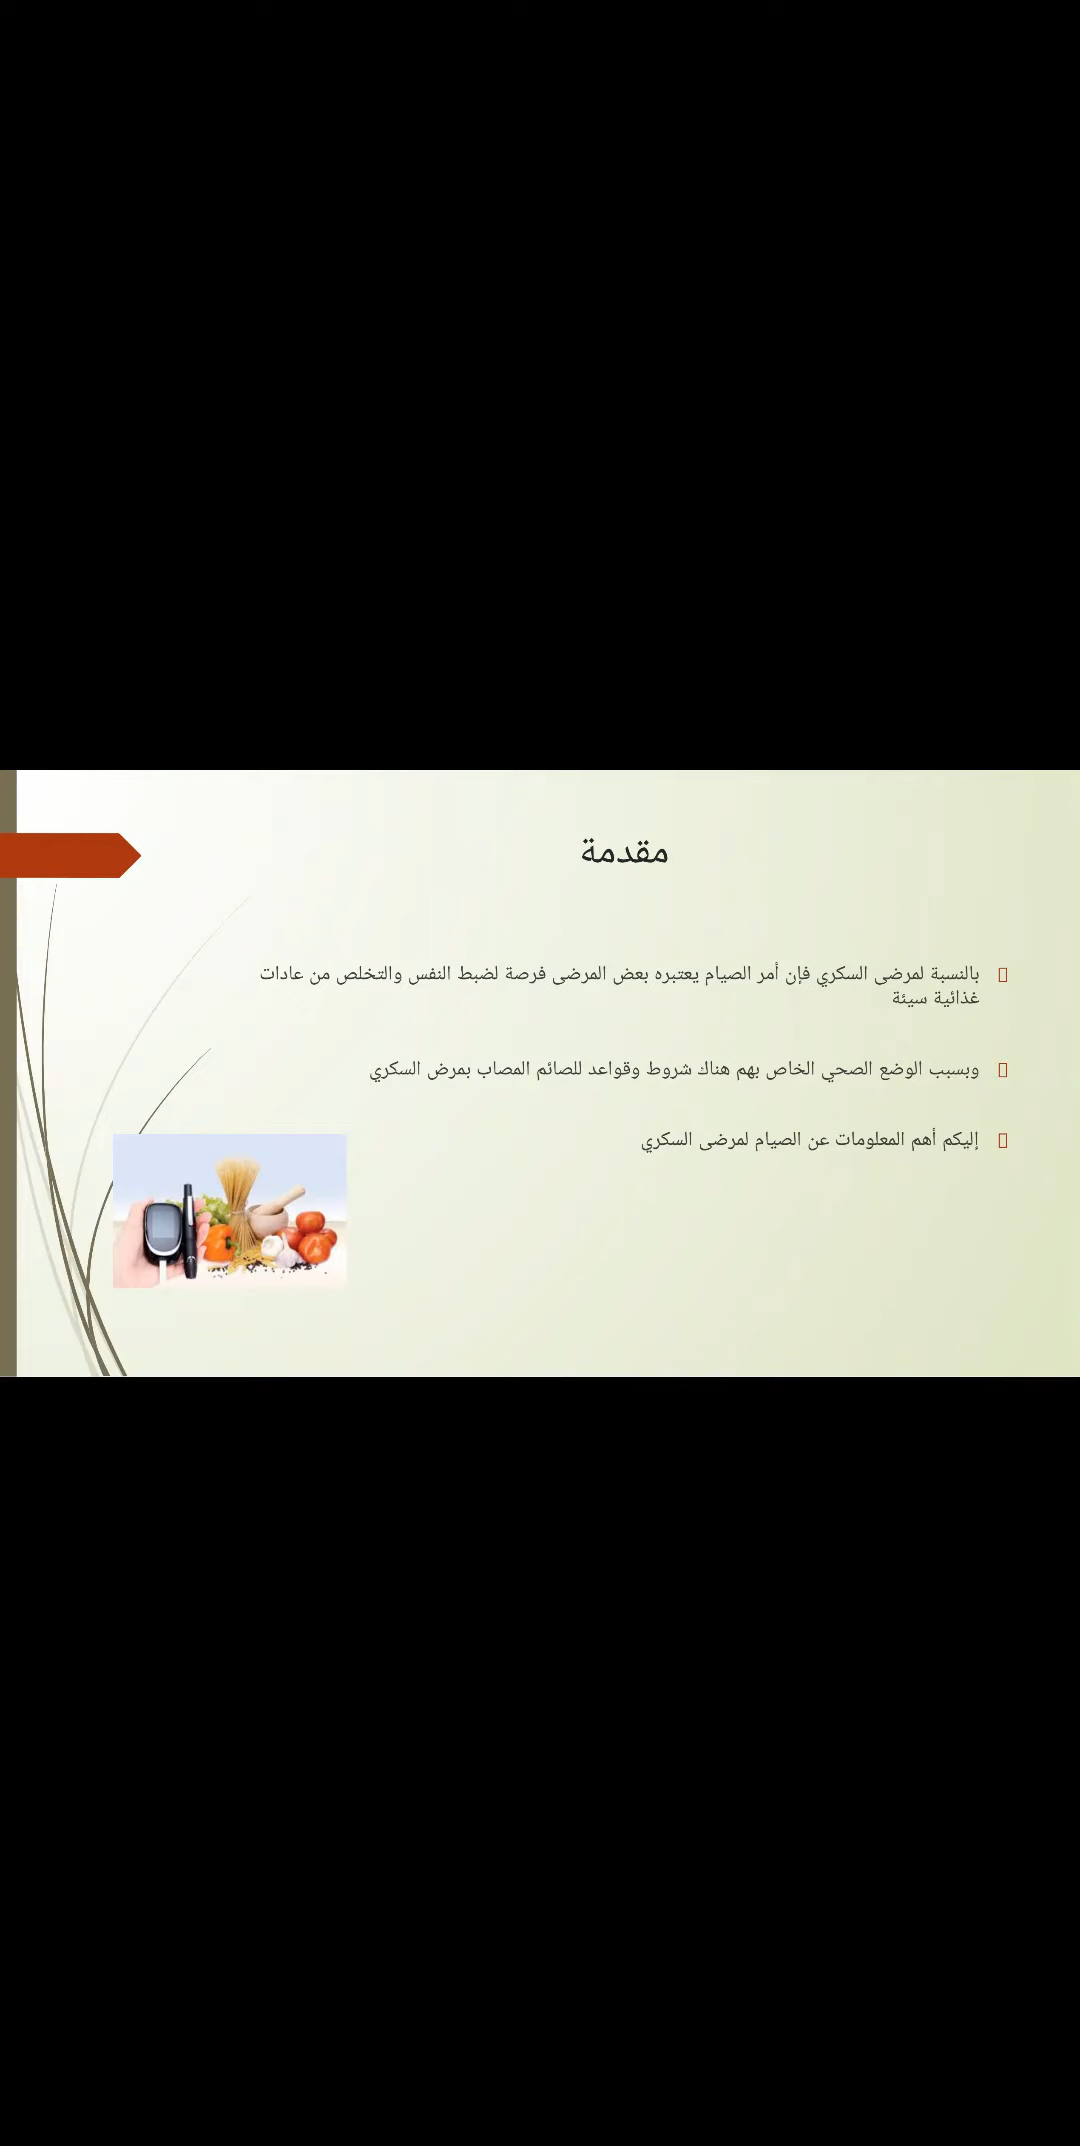 مقدمة
بالنسبة لمرضى السكري فإن أمر الصيام يعتبره بعض المرضى فرصة لضبط النفس والتخلص من عادات
غذائية سيئة
وبسبب الوضع الصحي الخاص بهم هناك شروط وقواعد للصائم المصاب بمرض السكري
إليكم أهم المعلومات عن الصيام لمرضى السكري